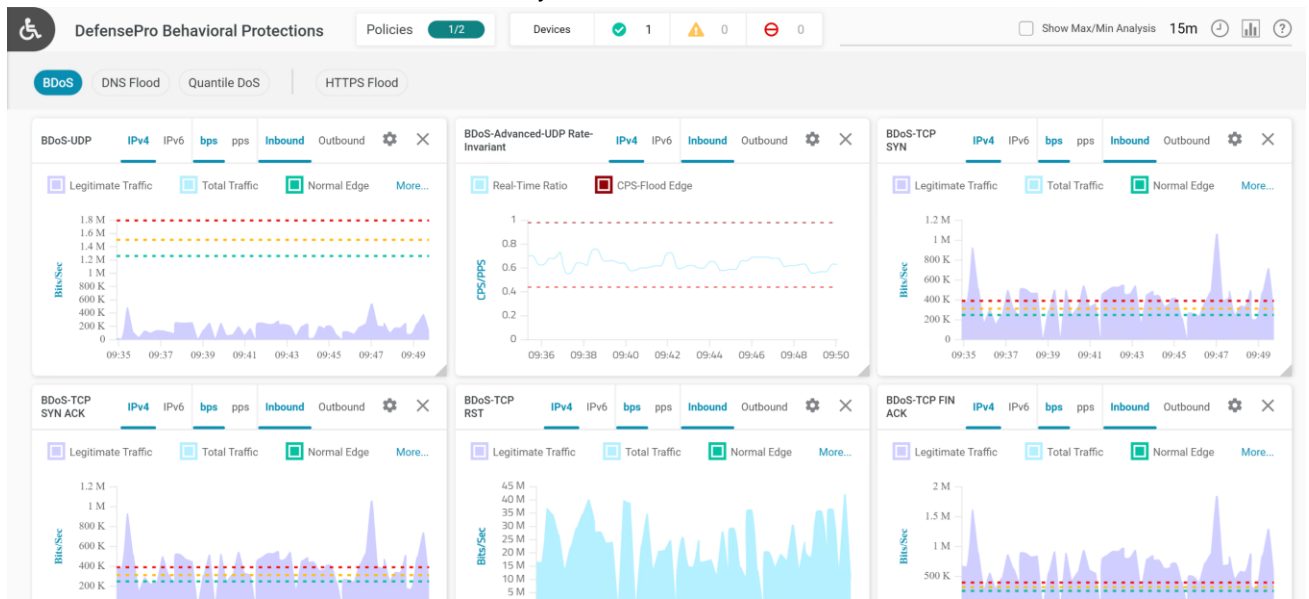 DefensePro Behavioral Protections
Policies 1/2
Devices 1 0 0
Show Max/Min Analysis 15m
BDoS DNS Flood Quantile DoS HTTPS Flood
BDoS-UDP IPv4 IPv6 bps pps Inbound Outbound
Legitimate Traffic Total Traffic Normal Edge More...
1.8 M
1.6 M
1.4 M
1.2 M
1 M
800 K
600 K
400 K
200 K
0
Bits/Sec
09:35 09:37 09:39 09:41 09:43 09:45 09:47 09:49
BDoS-Advanced-UDP Rate-
Invariant
IPv4 IPv6 Inbound Outbound
Real-Time Ratio CPS-Flood Edge
1
0.8
0.6
0.4
0.2
0
CPS/PPS
09:36 09:38 09:40 09:42 09:44 09:46 09:48 09:50
BDoS-TCP
SYN
IPv4 IPv6 bps pps Inbound Outbound
Legitimate Traffic Total Traffic Normal Edge More...
1.2 M
1 M
800 K
600 K
400 K
200 K
0
Bits/Sec
09:35 09:37 09:39 09:41 09:43 09:45 09:47 09:49
BDoS-TCP
SYN ACK
IPv4 IPv6 bps pps Inbound Outbound
Legitimate Traffic Total Traffic Normal Edge More...
1.2 M
1 M
800 K
600 K
400 K
200 K
Bits/Sec
BDoS-TCP
RST
IPv4 IPv6 bps pps Inbound Outbound
Legitimate Traffic Total Traffic Normal Edge More...
45 M
40 M
35 M
30 M
25 M
20 M
15 M
10 M
5 M
Bits/Sec
BDoS-TCP FIN
ACK
IPv4 IPv6 bps pps Inbound Outbound
Legitimate Traffic Total Traffic Normal Edge More...
2 M
1.5 M
1 M
500 K
Bits/Sec